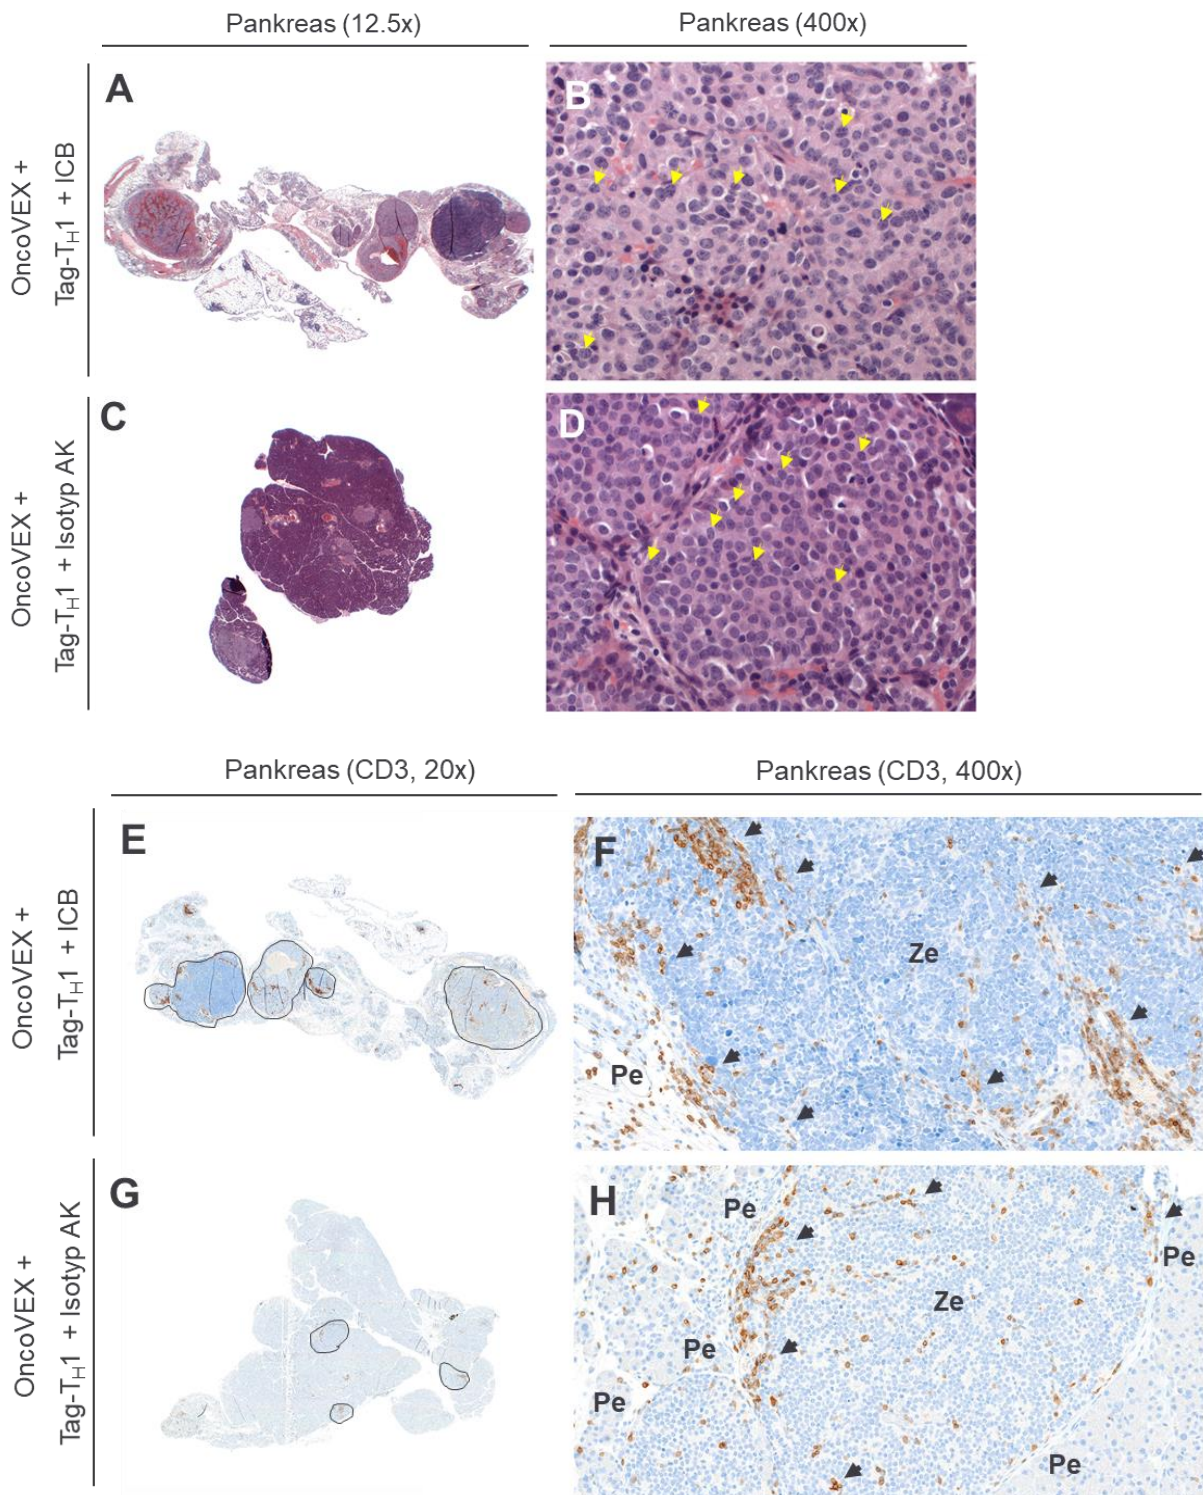 Pankreas (12.5x)
Pankreas (400x)
OncoVEX +
Tag-TH1 + ICB
A
B
OncoVEX +
Tag-TH1 + Isotyp AK
C
D
Pankreas (CD3, 20x)
Pankreas (CD3, 400x)
OncoVEX +
Tag-TH1 + ICB
E
F
Ze
Pe
OncoVEX +
Tag-TH1 + Isotyp AK
G
H
Pe
Pe
Ze
Pe
Pe
Pe